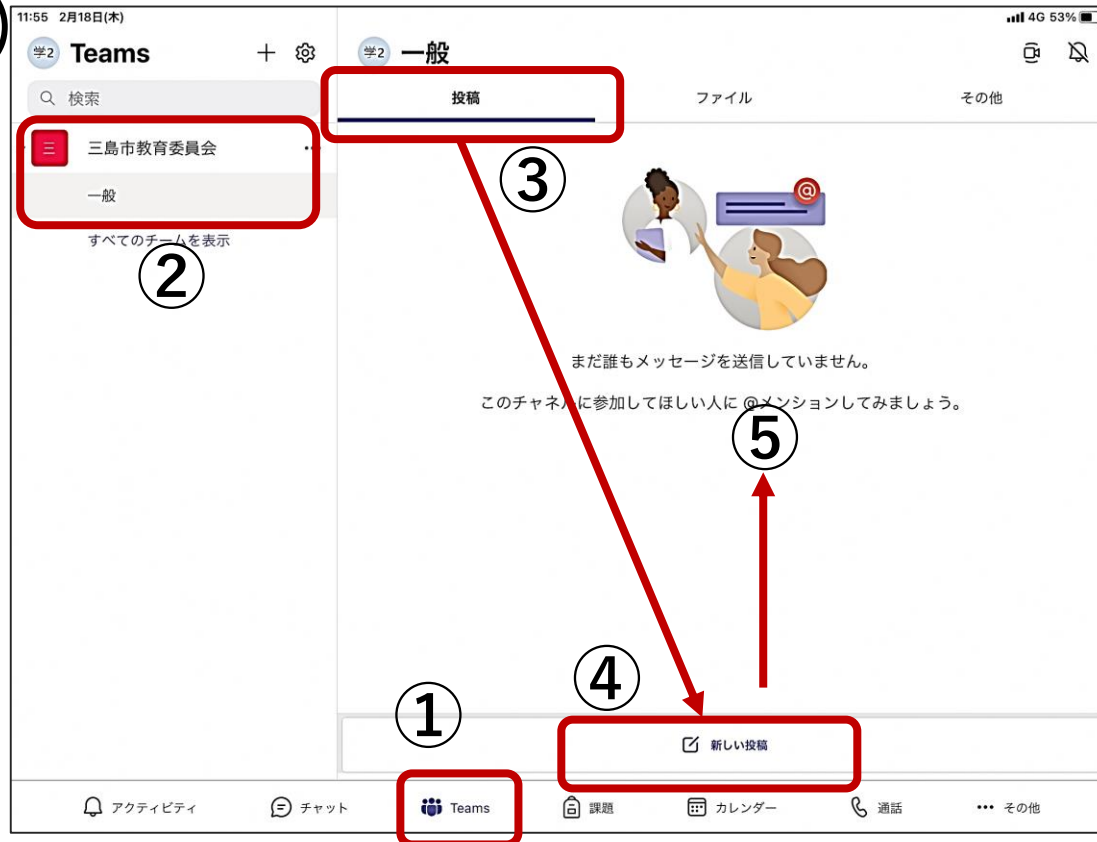 11:55 2月18日(木)
4G 53%
学2 Teams
検索
三 三島市教育委員会 …
一般
すべてのチームを表示
②
学2 一般
投稿 ファイル その他
③
@
まだ誰もメッセージを送信していません。
このチャネルに参加してほしい人に @メンションしてみましょう。
⑤
④
①
新しい投稿
アクティビティ チャット Teams 課題 カレンダー 通話 ••• その他